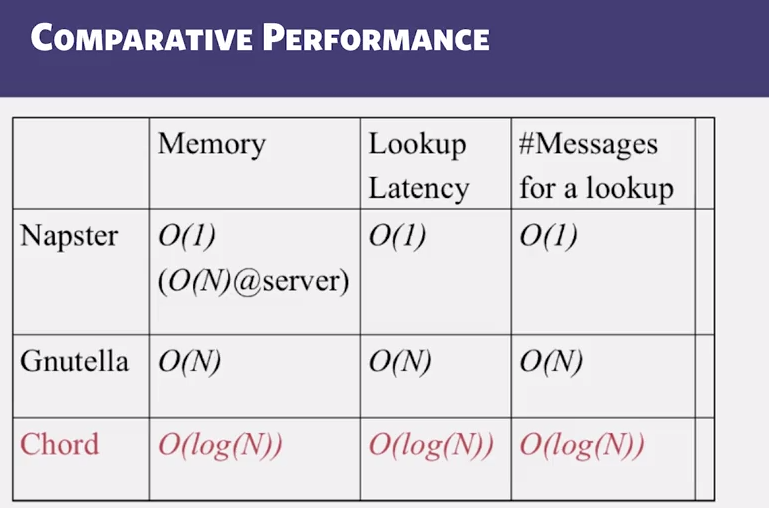 COMPARATIVE PERFORMANCE
Memory
Lookup
Latency
#Messages
for a lookup
Napster
O(1)
(O(N)@server)
O(1)
O(1)
Gnutella
O(N)
O(N)
O(N)
Chord
O(log(N))
O(log(N))
O(log(N))